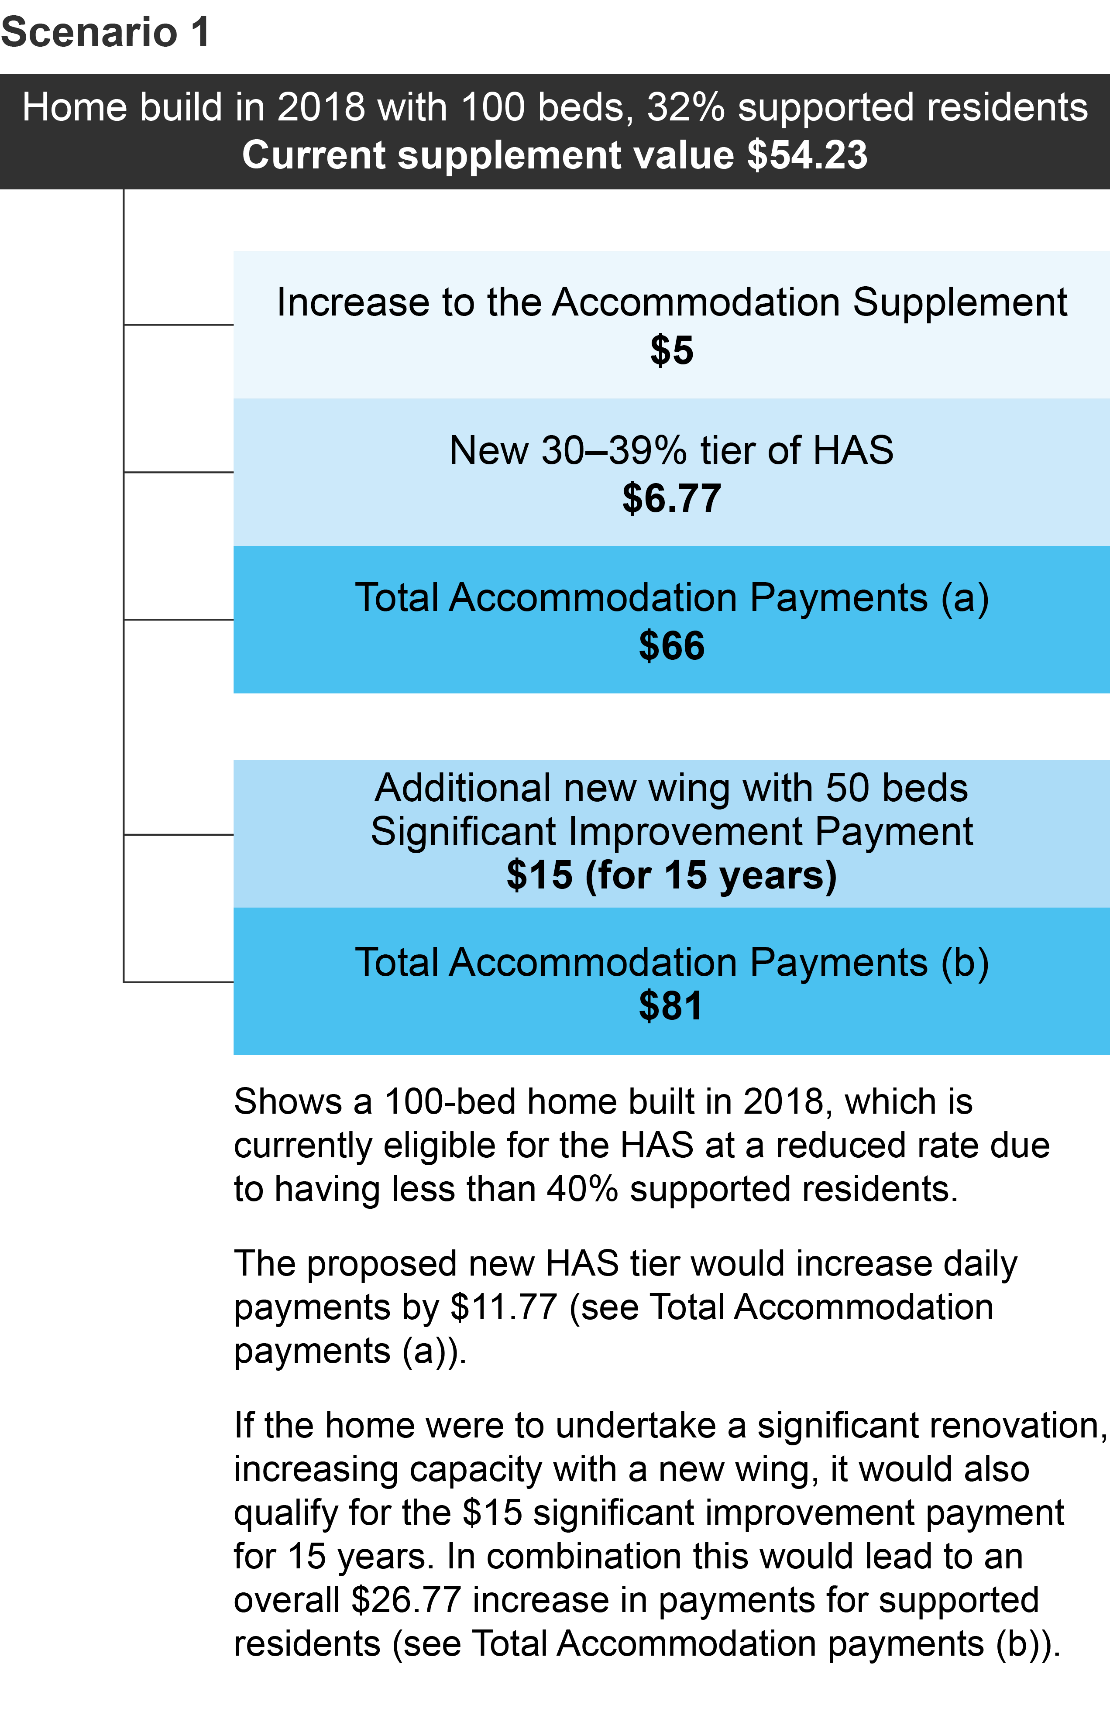 Scenario 1
Home build in 2018 with 100 beds, 32% supported residents
Current supplement value $54.23
Increase to the Accommodation Supplement
$5
New 30–39% tier of HAS
$6.77
Total Accommodation Payments (a)
$66
Additional new wing with 50 beds
Significant Improvement Payment
$15 (for 15 years)
Total Accommodation Payments (b)
$81
Shows a 100-bed home built in 2018, which is
currently eligible for the HAS at a reduced rate due
to having less than 40% supported residents.
The proposed new HAS tier would increase daily
payments by $11.77 (see Total Accommodation
payments (a)).
If the home were to undertake a significant renovation,
increasing capacity with a new wing, it would also
qualify for the $15 significant improvement payment
for 15 years. In combination this would lead to an
overall $26.77 increase in payments for supported
residents (see Total Accommodation payments (b)).